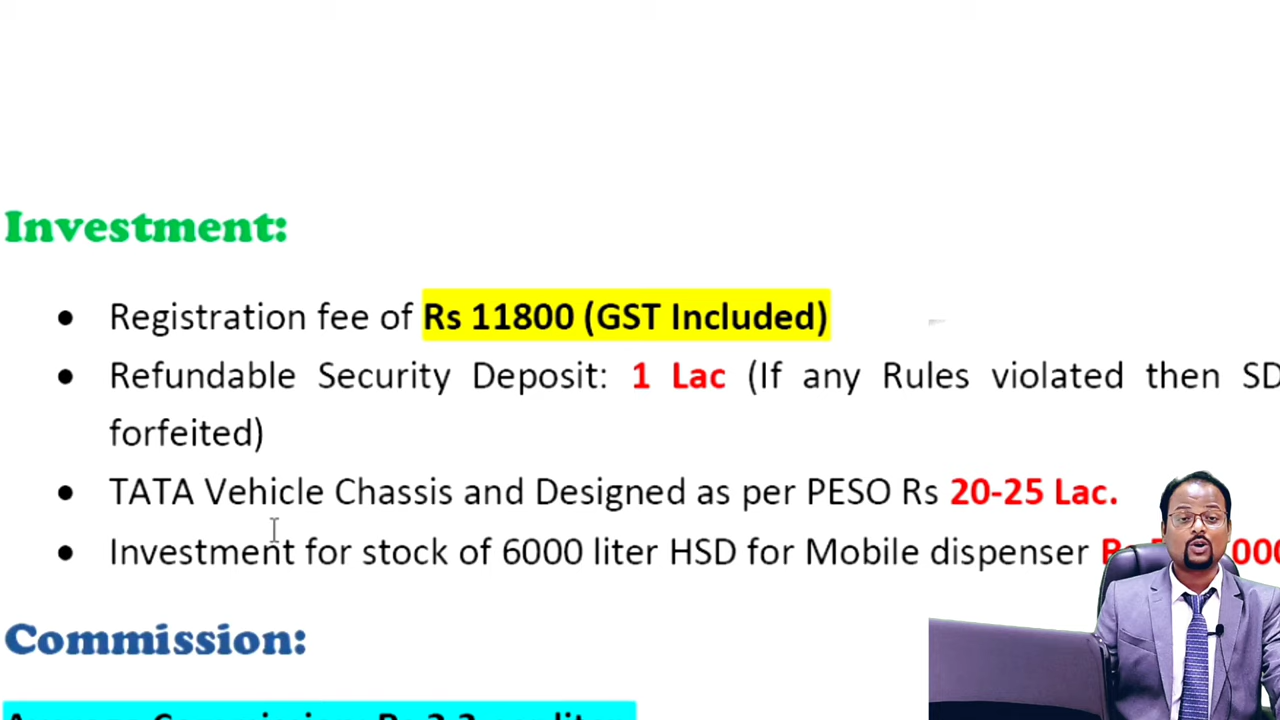 Investment:
• Registration fee of Rs 11800 (GST Included)
• Refundable Security Deposit: 1 Lac (If any Rules violated then SD
forfeited)
• TATA Vehicle Chassis and Designed as per PESO Rs 20-25 Lac.
• Investment for stock of 6000 liter HSD for Mobile dispenser
Commission: